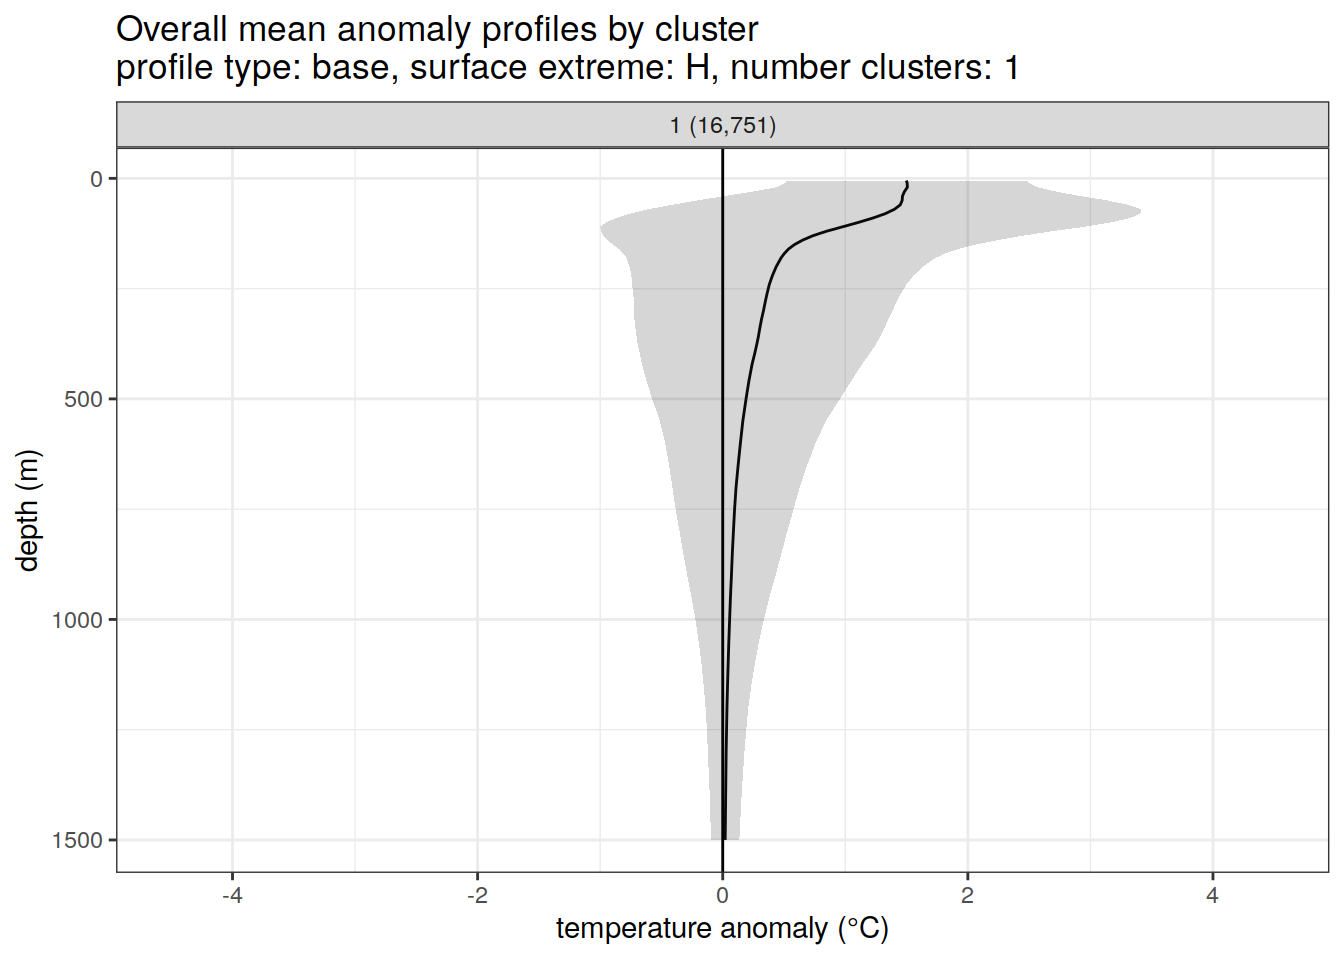 Overall mean anomaly profiles by cluster
profile type: base, surface extreme: H, number clusters: 1
1 (16,751)
0
500
1000
1500
depth (m)
-4
-2
0
2
4
temperature anomaly (°C)